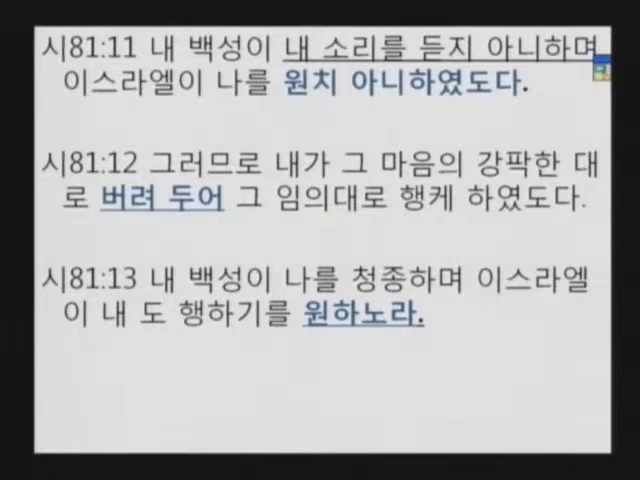 시81:11 내 백성이 내 소리를 듣지 아니하며
이스라엘이 나를 원치 아니하였도다.
시81:12 그러므로 내가 그 마음의 강팍한 대
로 버려 두어 그 임의대로 행케 하였도다.
시81:13 내 백성이 나를 청종하며 이스라엘
이 내 도 행하기를 원하노라.